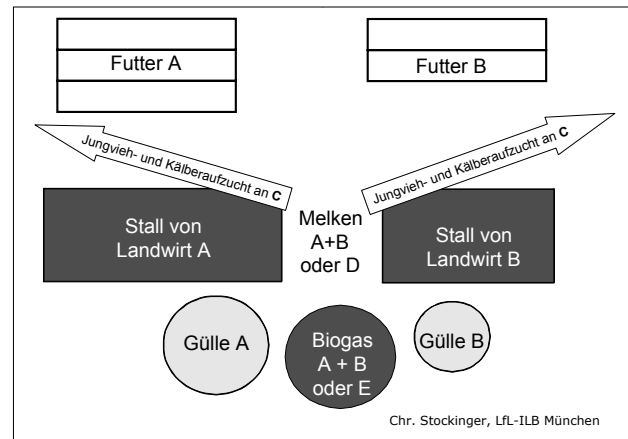 Futter A
Futter B
Jungvieh- und Kälberaufzucht an C
Jungvieh- und Kälberaufzucht an C
Stall von
Landwirt A
Melken
A+B
oder D
Stall von
Landwirt B
Gülle A
Biogas
A + B
oder E
Gülle B
Chr. Stockinger, LfL-ILB München